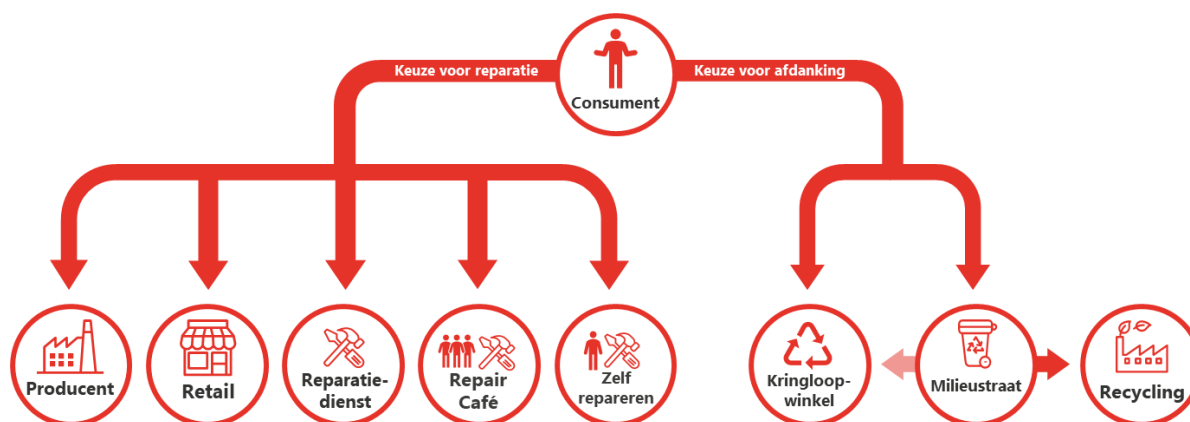 Keuze voor reparatie
Consument
Keuze voor afdanking
Producent
Retail
Reparatie-
dienst
Repair
Café
Zelf
repareren
Kringloop-
winkel
Milieustraat
Recycling